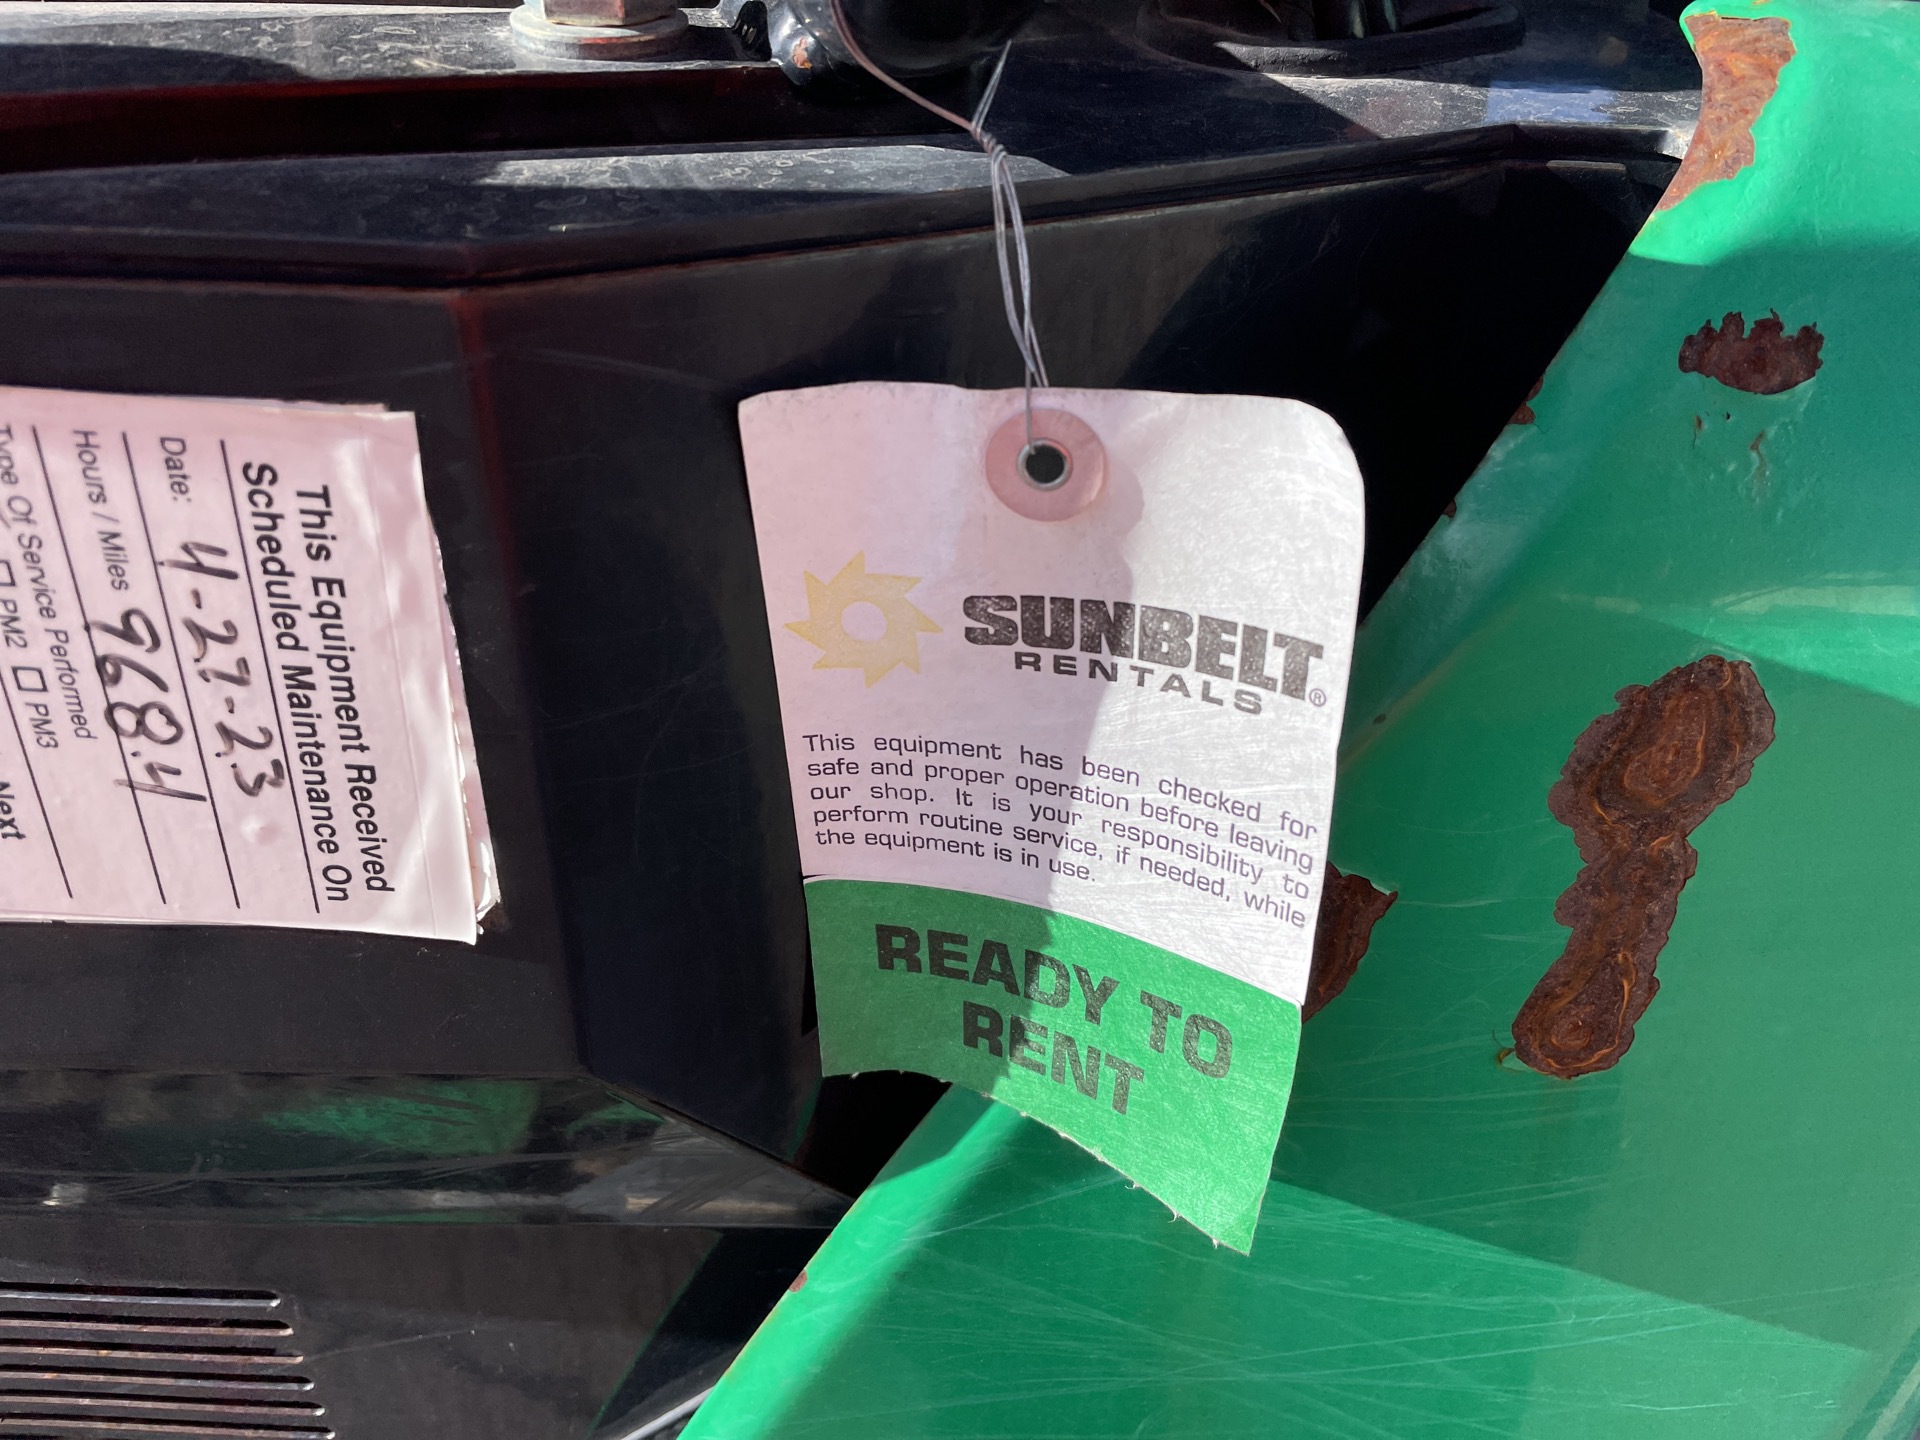 This Equipment Received
Scheduled Maintenance On
Date: 4-27-23
Hours / Miles 968.4
Type Of Service Performed
PM2 PM3
Next
SUNBELT®
RENTALS
This equipment has been checked for
safe and proper operation before leaving
our shop. It is your responsibility to
perform routine service, if needed, while
the equipment is in use.
READY TO
RENT